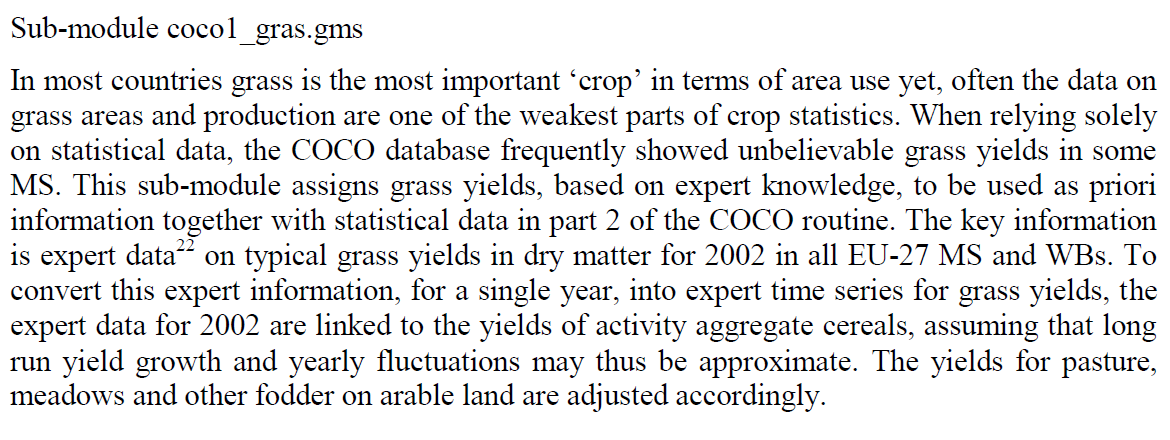 Sub-module coco1_gras.gms
In most countries grass is the most important ‘crop’ in terms of area use yet, often the data on
grass areas and production are one of the weakest parts of crop statistics. When relying solely
on statistical data, the COCO database frequently showed unbelievable grass yields in some
MS. This sub-module assigns grass yields, based on expert knowledge, to be used as priori
information together with statistical data in part 2 of the COCO routine. The key information
is expert data22 on typical grass yields in dry matter for 2002 in all EU-27 MS and WBs. To
convert this expert information, for a single year, into expert time series for grass yields, the
expert data for 2002 are linked to the yields of activity aggregate cereals, assuming that long
run yield growth and yearly fluctuations may thus be approximate. The yields for pasture,
meadows and other fodder on arable land are adjusted accordingly.